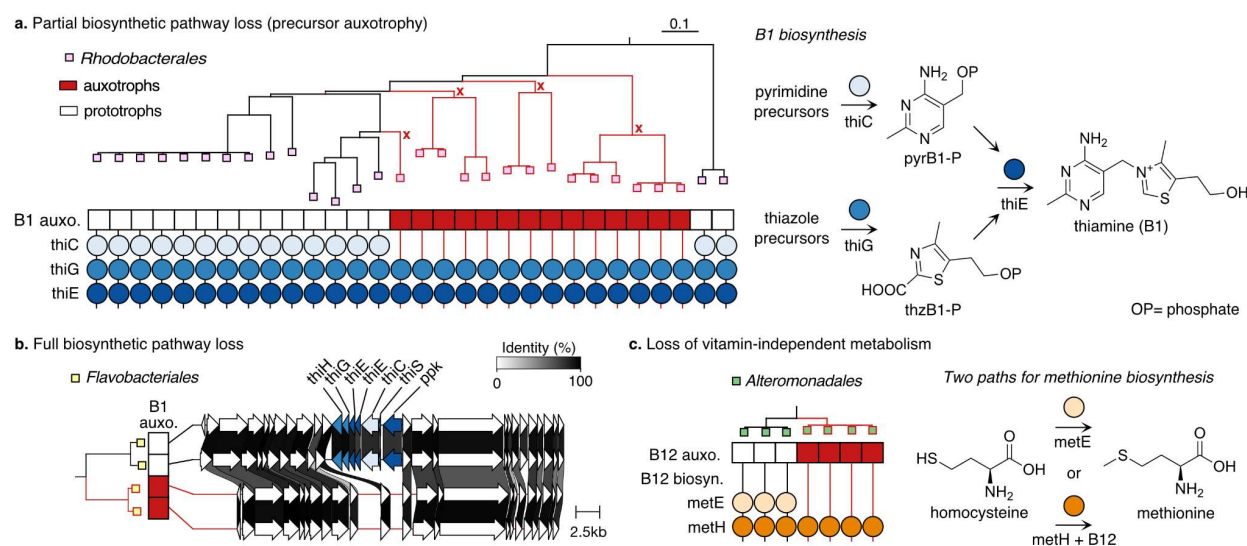 a. Partial biosynthetic pathway loss (precursor auxotrophy)
0.1
Rhodobacterales
auxotrophs
prototrophs
x
x
x
x
B1 auxo.
thiC
thiG
thiE
B1 biosynthesis
pyrimidine
precursors
thiC
NH2
OP
N
N
pyrB1-P
thiazole
precursors
thiG
N
S
OP
HOOC
thzB1-P
thiE
NH2
N
N
N+
S
OH
thiamine (B1)
OP= phosphate
b. Full biosynthetic pathway loss
Flavobacteriales
B1
auxo.
thiH
thiG
thiE
thiE
thiC
thiS
ppk
Identity (%)
0
100
2.5kb
c. Loss of vitamin-independent metabolism
Alteromonadales
B12 auxo.
B12 biosyn.
metE
metH
Two paths for methionine biosynthesis
HS
O
OH
NH2
homocysteine
metE
or
metH + B12
S
O
OH
NH2
methionine